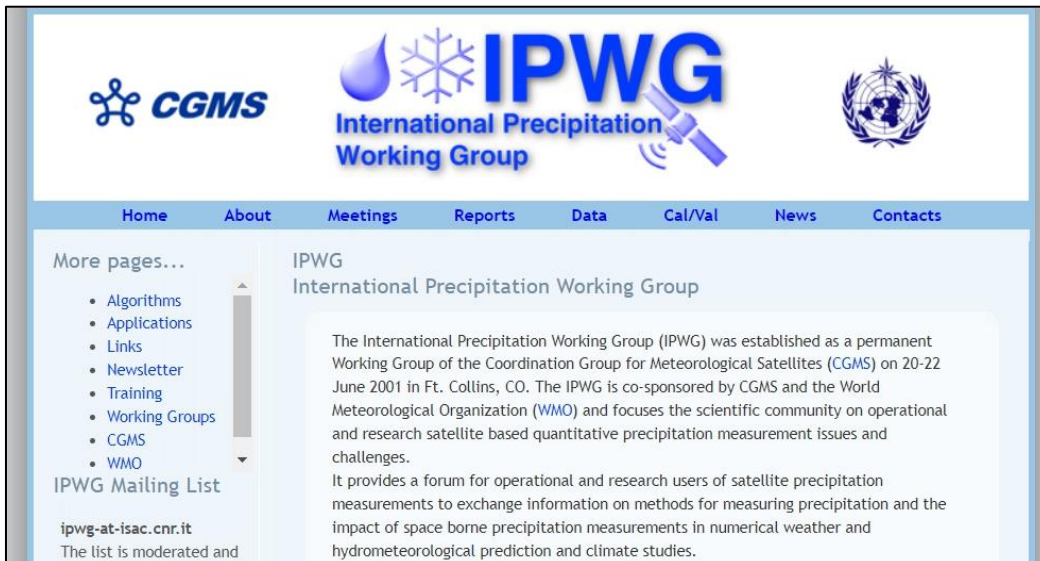 CGMS
IPWG
International Precipitation
Working Group
Home About Meetings Reports Data Cal/Val News Contacts
More pages...
• Algorithms
• Applications
• Links
• Newsletter
• Training
• Working Groups
• CGMS
• WMO
IPWG Mailing List
ipwg-at-isac.cnr.it
The list is moderated and
IPWG
International Precipitation Working Group
The International Precipitation Working Group (IPWG) was established as a permanent
Working Group of the Coordination Group for Meteorological Satellites (CGMS) on 20-22
June 2001 in Ft. Collins, CO. The IPWG is co-sponsored by CGMS and the World
Meteorological Organization (WMO) and focuses the scientific community on operational
and research satellite based quantitative precipitation measurement issues and
challenges.
It provides a forum for operational and research users of satellite precipitation
measurements to exchange information on methods for measuring precipitation and the
impact of space borne precipitation measurements in numerical weather and
hydrometeorological prediction and climate studies.